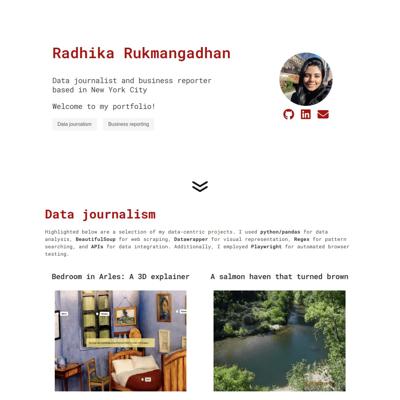 Radhika Rukmangadhan
Data journalist and business reporter
based in New York City
Welcome to my portfolio!
Data journalism
Business reporting
Data journalism
Highlighted below are a selection of my data-centric projects. I used python/pandas for data
analysis, BeautifulSoup for web scraping, Datawrapper for visual representation, Regex for pattern
searching, and APIs for data integration. Additionally, I employed Playwright for automated browser
testing.
Bedroom in Arles: A 3D explainer
A salmon haven that turned brown